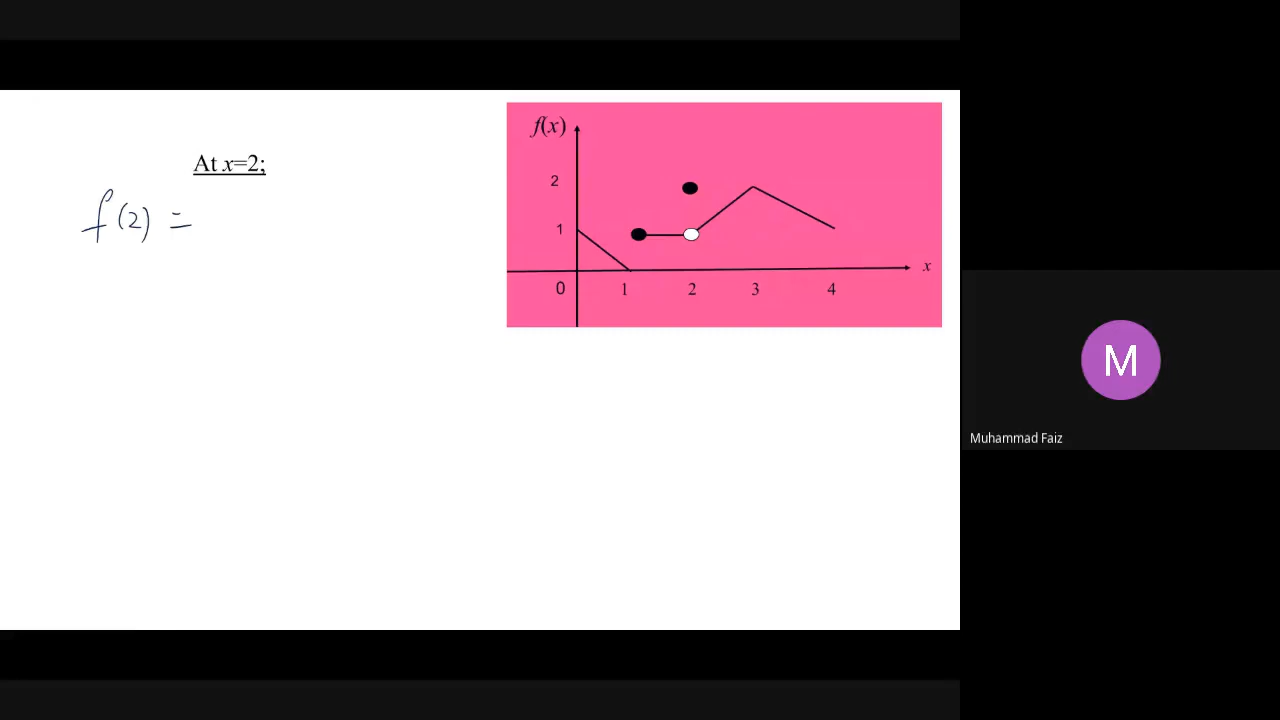 At x=2;
f(2) =
f(x)
2
1
0 1 2 3 4
x
M
Muhammad Faiz